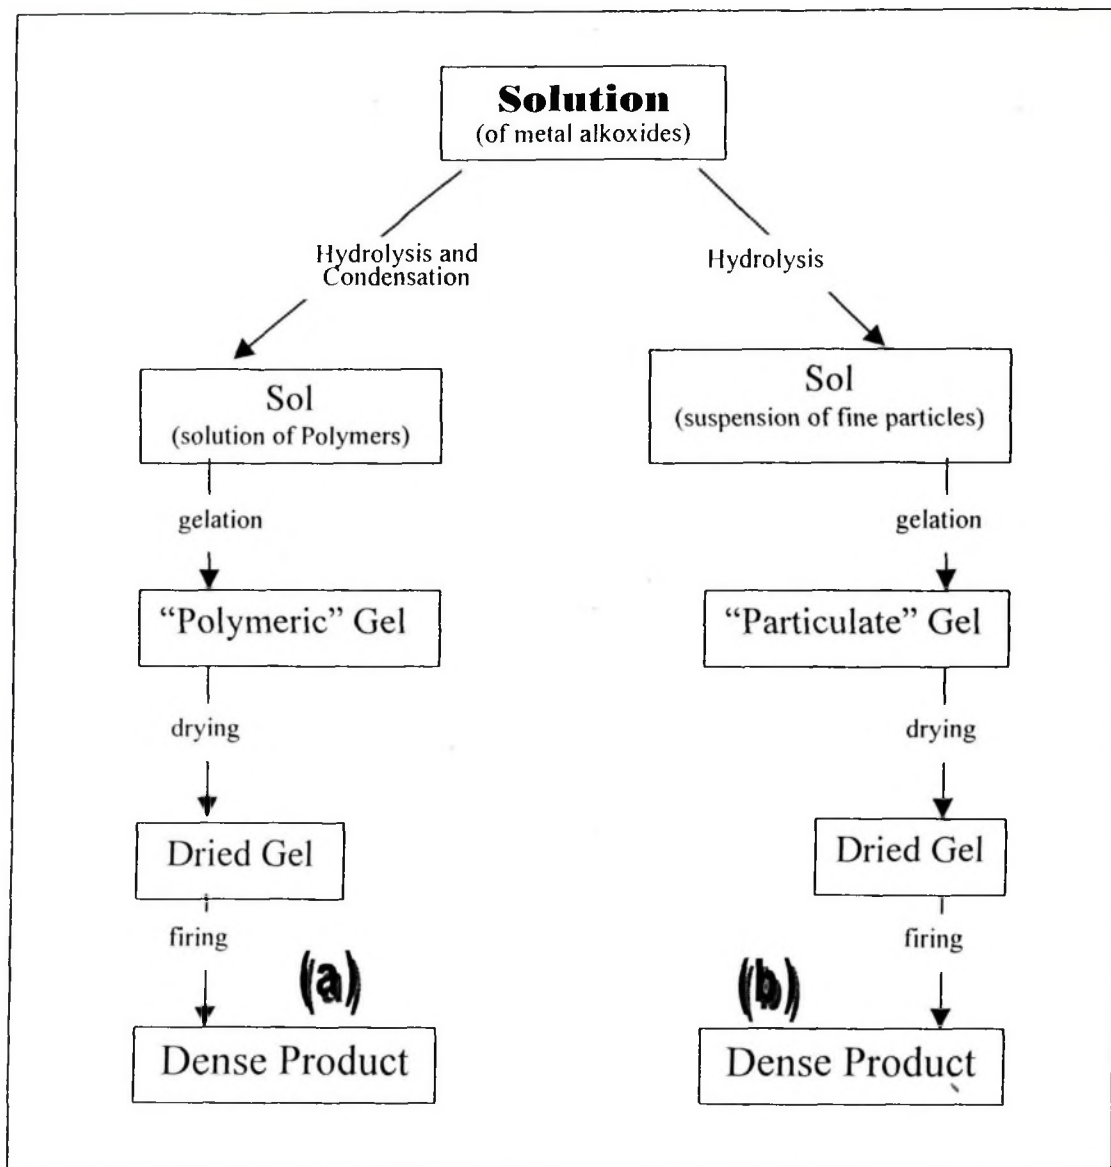 Solution
(of metal alkoxides)
Hydrolysis and
Condensation
Hydrolysis
Sol
(solution of Polymers)
Sol
(suspension of fine particles)
gelation
gelation
“Polymeric” Gel
“Particulate” Gel
drying
drying
Dried Gel
Dried Gel
firing
firing
(a)
(b)
Dense Product
Dense Product